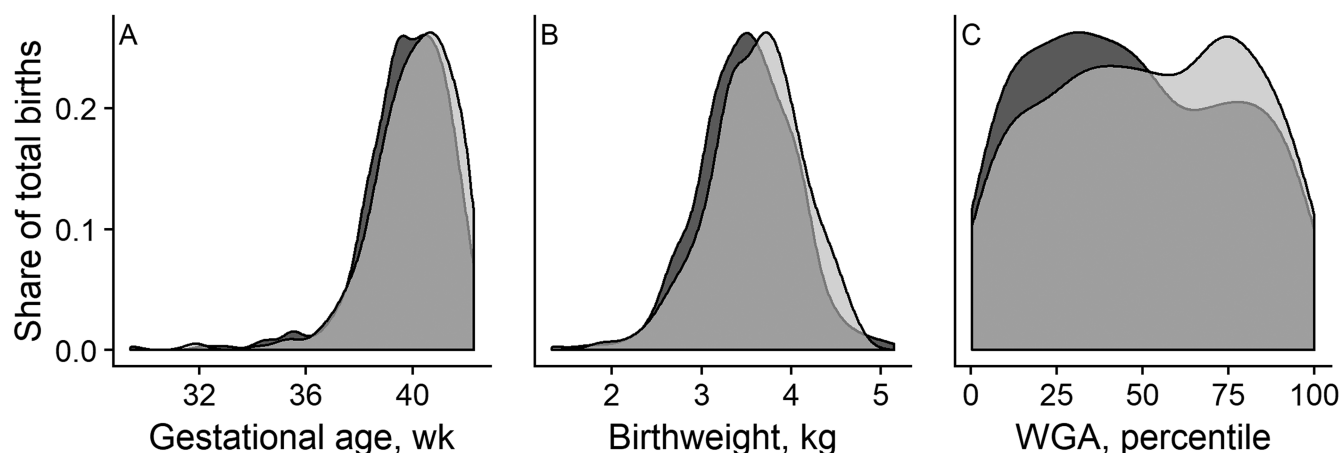 Share of total births
0.2
0.1
0.0
A
32 36 40
Gestational age, wk
B
2 3 4 5
Birthweight, kg
C
0 25 50 75 100
WGA, percentile